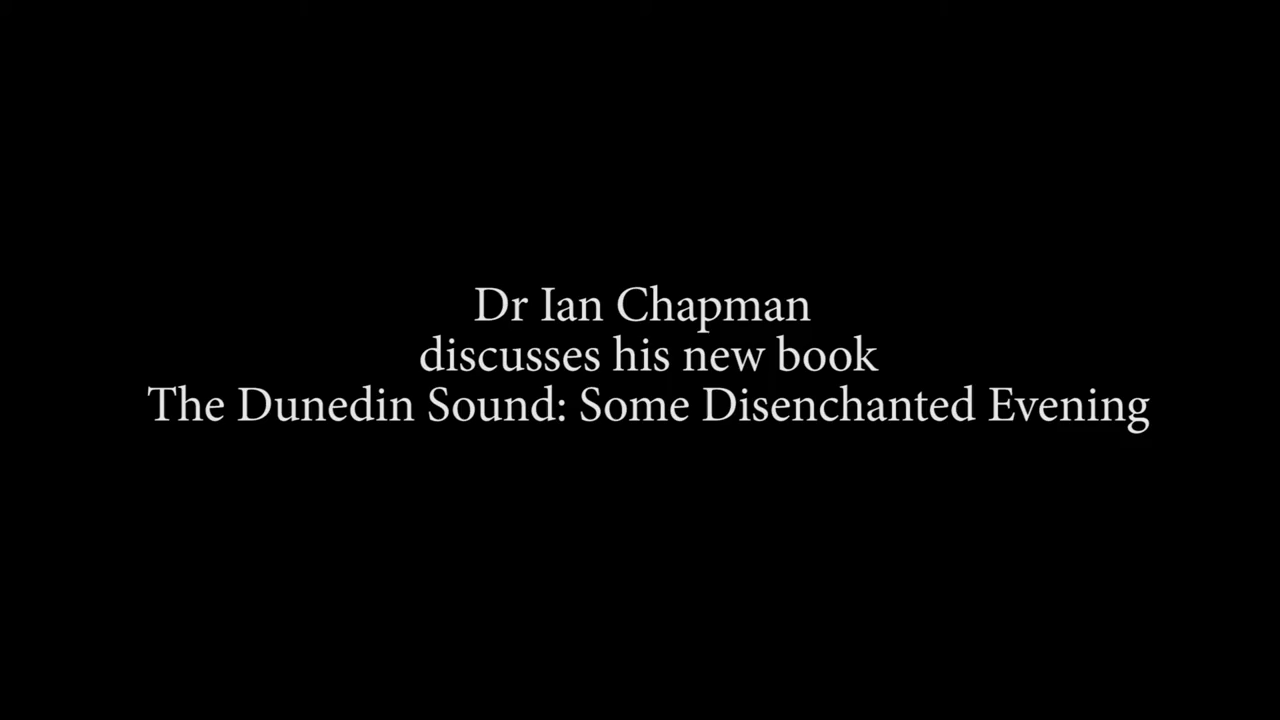 Dr Ian Chapman
discusses his new book
The Dunedin Sound: Some Disenchanted Evening